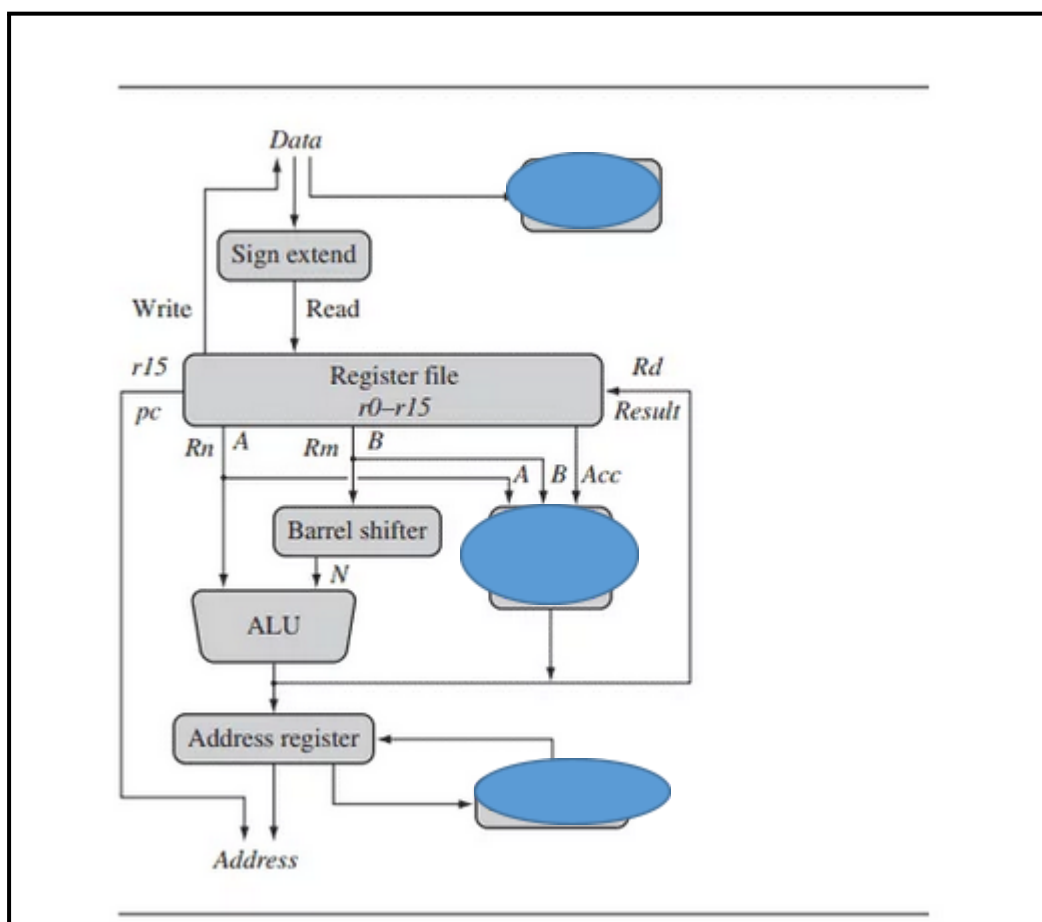 Data
Sign extend
Write
Read
r15
Register file
Rd
pc
r0–r15
Result
Rn
A
Rm
B
A
B
Acc
Barrel shifter
N
ALU
Address register
Address